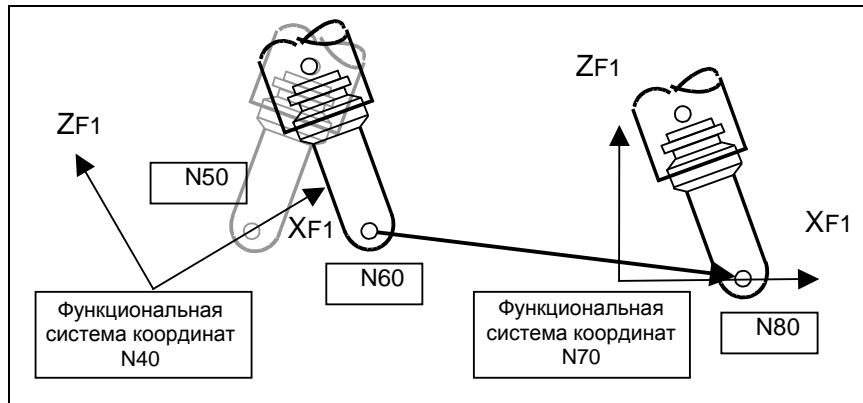 ZF1
N50
XF1
N60
Функциональная
система координат
N40
ZF1
XF1
Функциональная
система координат
N70
N80